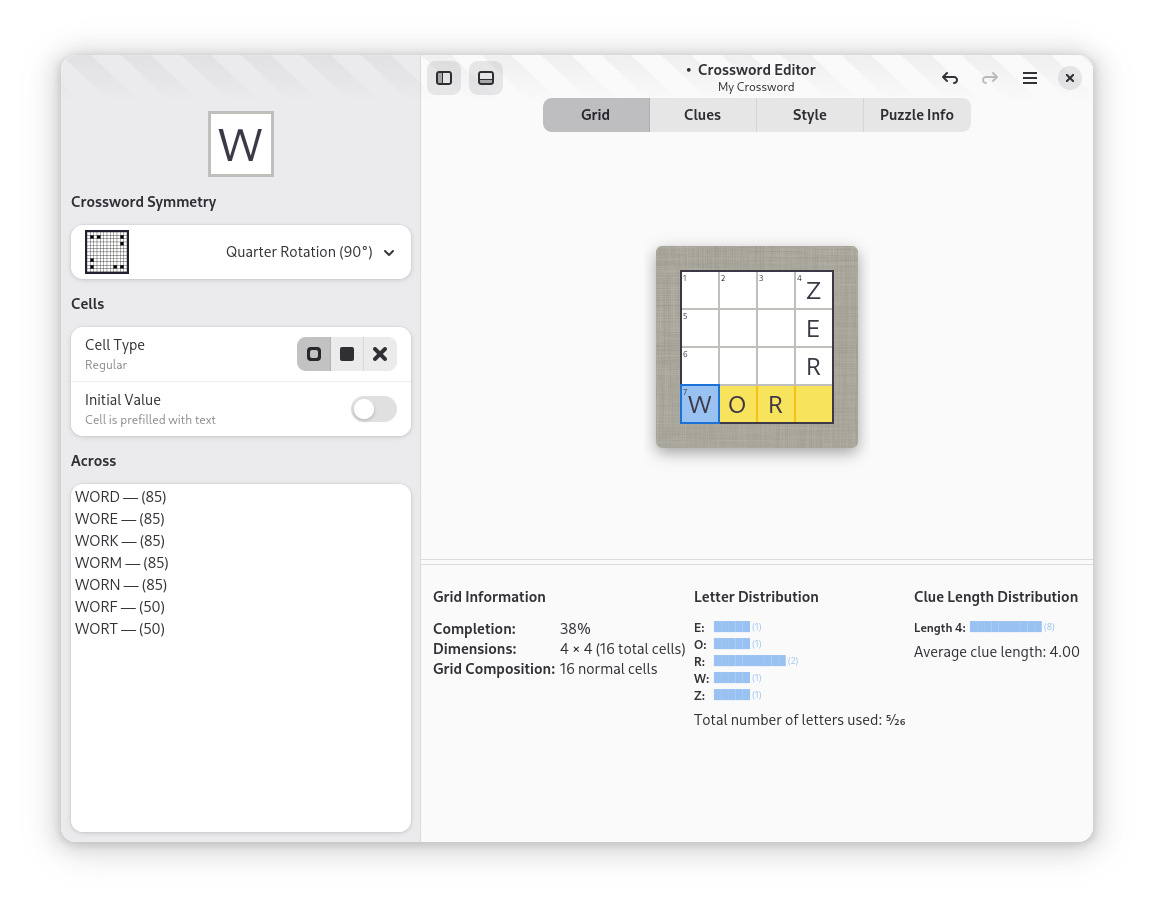 W
Crossword Symmetry
Quarter Rotation (90°)
Cells
Cell Type
Regular
Initial Value
Cell is prefilled with text
Across
WORD — (85)
WORE — (85)
WORK — (85)
WORM — (85)
WORN — (85)
WORF — (50)
WORT — (50)
• Crossword Editor
My Crossword
Grid Clues Style Puzzle Info
1 2 3 4 Z
5 E
6 R
7 W O R
Grid Information
Completion: 38%
Dimensions: 4 × 4 (16 total cells)
Grid Composition: 16 normal cells
Letter Distribution
E: (1)
O: (1)
R: (2)
W: (1)
Z: (1)
Total number of letters used: ⁵⁄₂₆
Clue Length Distribution
Length 4: (8)
Average clue length: 4.00